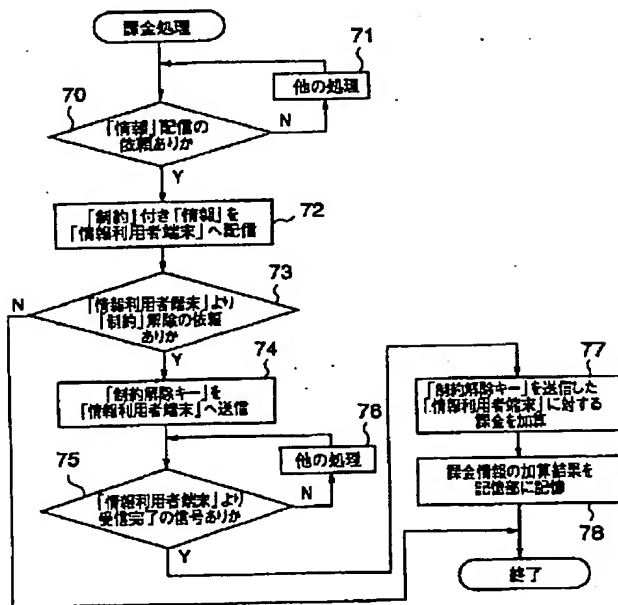 課金処理
71
他の処理
70
「情報」配信の
依頼ありか
N
Y
「制約」付き「情報」を
「情報利用者端末」へ配信
72
73
N
「情報利用者端末」より
「制約」解除の依頼
ありか
Y
74
「制約解除キー」を
「情報利用者端末」へ送信
76
他の処理
75
「情報利用者端末」より
受信完了の信号ありか
N
Y
77
「制約解除キー」を送信した
「情報利用者端末」に対する
課金を加算
課金情報の加算結果を
記憶部に記憶
78
終了